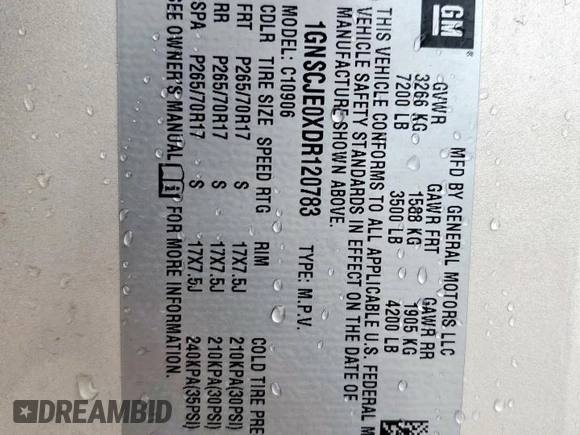 GM
MFD BY GENERAL MOTORS LLC
GVWR GAWR FRT GAWR RR
3266 KG 1588 KG 1905 KG
7200 LB 3500 LB 4200 LB
THIS VEHICLE CONFORMS TO ALL APPLICABLE U.S. FEDERAL M
VEHICLE SAFETY STANDARDS IN EFFECT ON THE DATE OF
MANUFACTURE SHOWN ABOVE.
1GNSCJE0XDR120783 TYPE: M.P.V.
MODEL: C10906
CDLR TIRE SIZE SPEED RTG RIM COLD TIRE PRE
FRT P265/70R17 S 17X7.5J 210KPA(30PSI)
RR P265/70R17 S 17X7.5J 210KPA(30PSI)
SPA P265/70R17 S 17X7.5J 240KPA(35PSI)
SEE OWNER'S MANUAL i FOR MORE INFORMATION.
DREAMBID